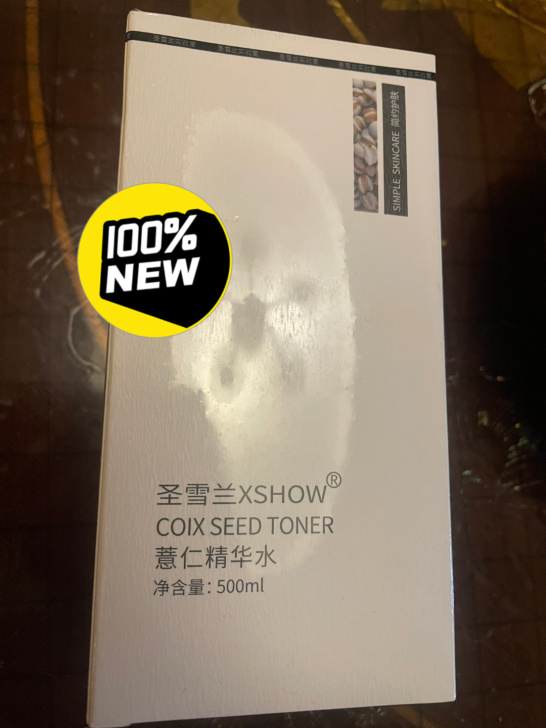 SIMPLE SKINCARE 简约护肤
100%
NEW
圣雪兰XSHOW®
COIX SEED TONER
薏仁精华水
净含量：500ml